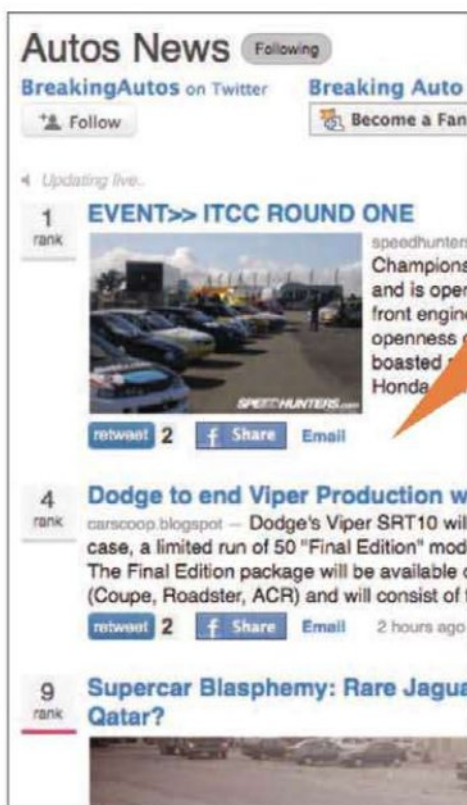 Autos News Following
BreakingAutos on Twitter Breaking Auto
Follow Become a Fan
Updating live..
1
rank
EVENT>> ITCC ROUND ONE
speedhunters
Champions
and is oper
front engine
openness
boasted
Honda
SPEEDHUNTERS.com
retweet 2 f Share Email
4
rank
Dodge to end Viper Production w
carscoop.blogspot — Dodge's Viper SRT10 will
case, a limited run of 50 "Final Edition" mod
The Final Edition package will be available
(Coupe, Roadster, ACR) and will consist of
retweet 2 f Share Email 2 hours ago
9
rank
Supercar Blasphemy: Rare Jagua
Qatar?